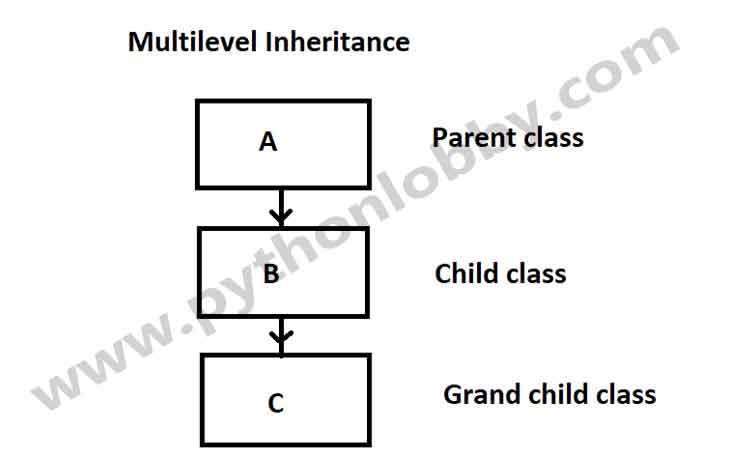 Multilevel Inheritance
A
Parent class
B
Child class
C
Grand child class
www.pythonlobby.com